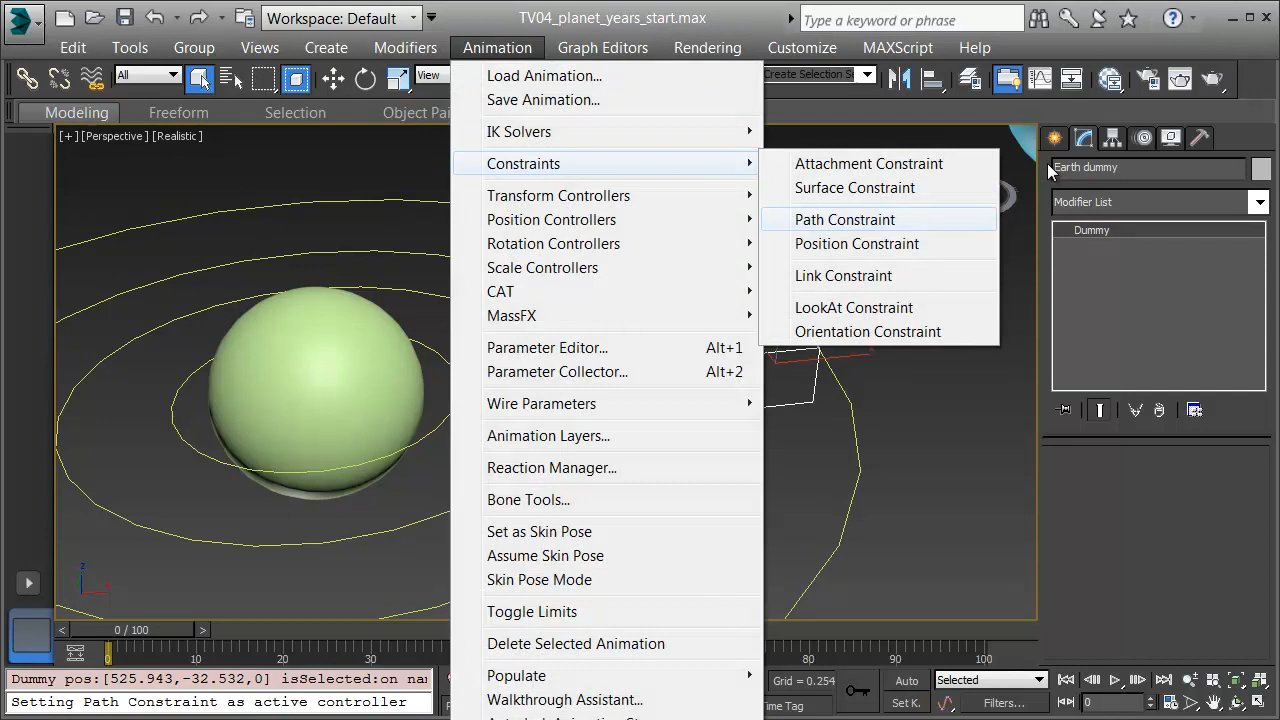 Workspace: Default
TV04_planet_years_start.max
Type a keyword or phrase
Edit Tools Group Views Create Modifiers Animation Graph Editors Rendering Customize MAXScript Help
All
View
Create Selection S
Modeling Freeform Selection Object Pa
[+] [Perspective] [Realistic]
Load Animation...
Save Animation...
IK Solvers
Constraints
Transform Controllers
Position Controllers
Rotation Controllers
Scale Controllers
CAT
MassFX
Parameter Editor... Alt+1
Parameter Collector... Alt+2
Wire Parameters
Animation Layers...
Reaction Manager...
Bone Tools...
Set as Skin Pose
Assume Skin Pose
Skin Pose Mode
Toggle Limits
Delete Selected Animation
Populate
Walkthrough Assistant...
Attachment Constraint
Surface Constraint
Path Constraint
Position Constraint
Link Constraint
LookAt Constraint
Orientation Constraint
Earth dummy
Modifier List
Dummy
z
< 0 / 100 >
0 10 20 30 80 90 100
Dummy pos:[525.943,-32.532,0] isSelected:on nam
Setting Path Constraint as active controller
Grid = 0.254
Time Tag
Auto
Set K.
Selected
Filters...
0